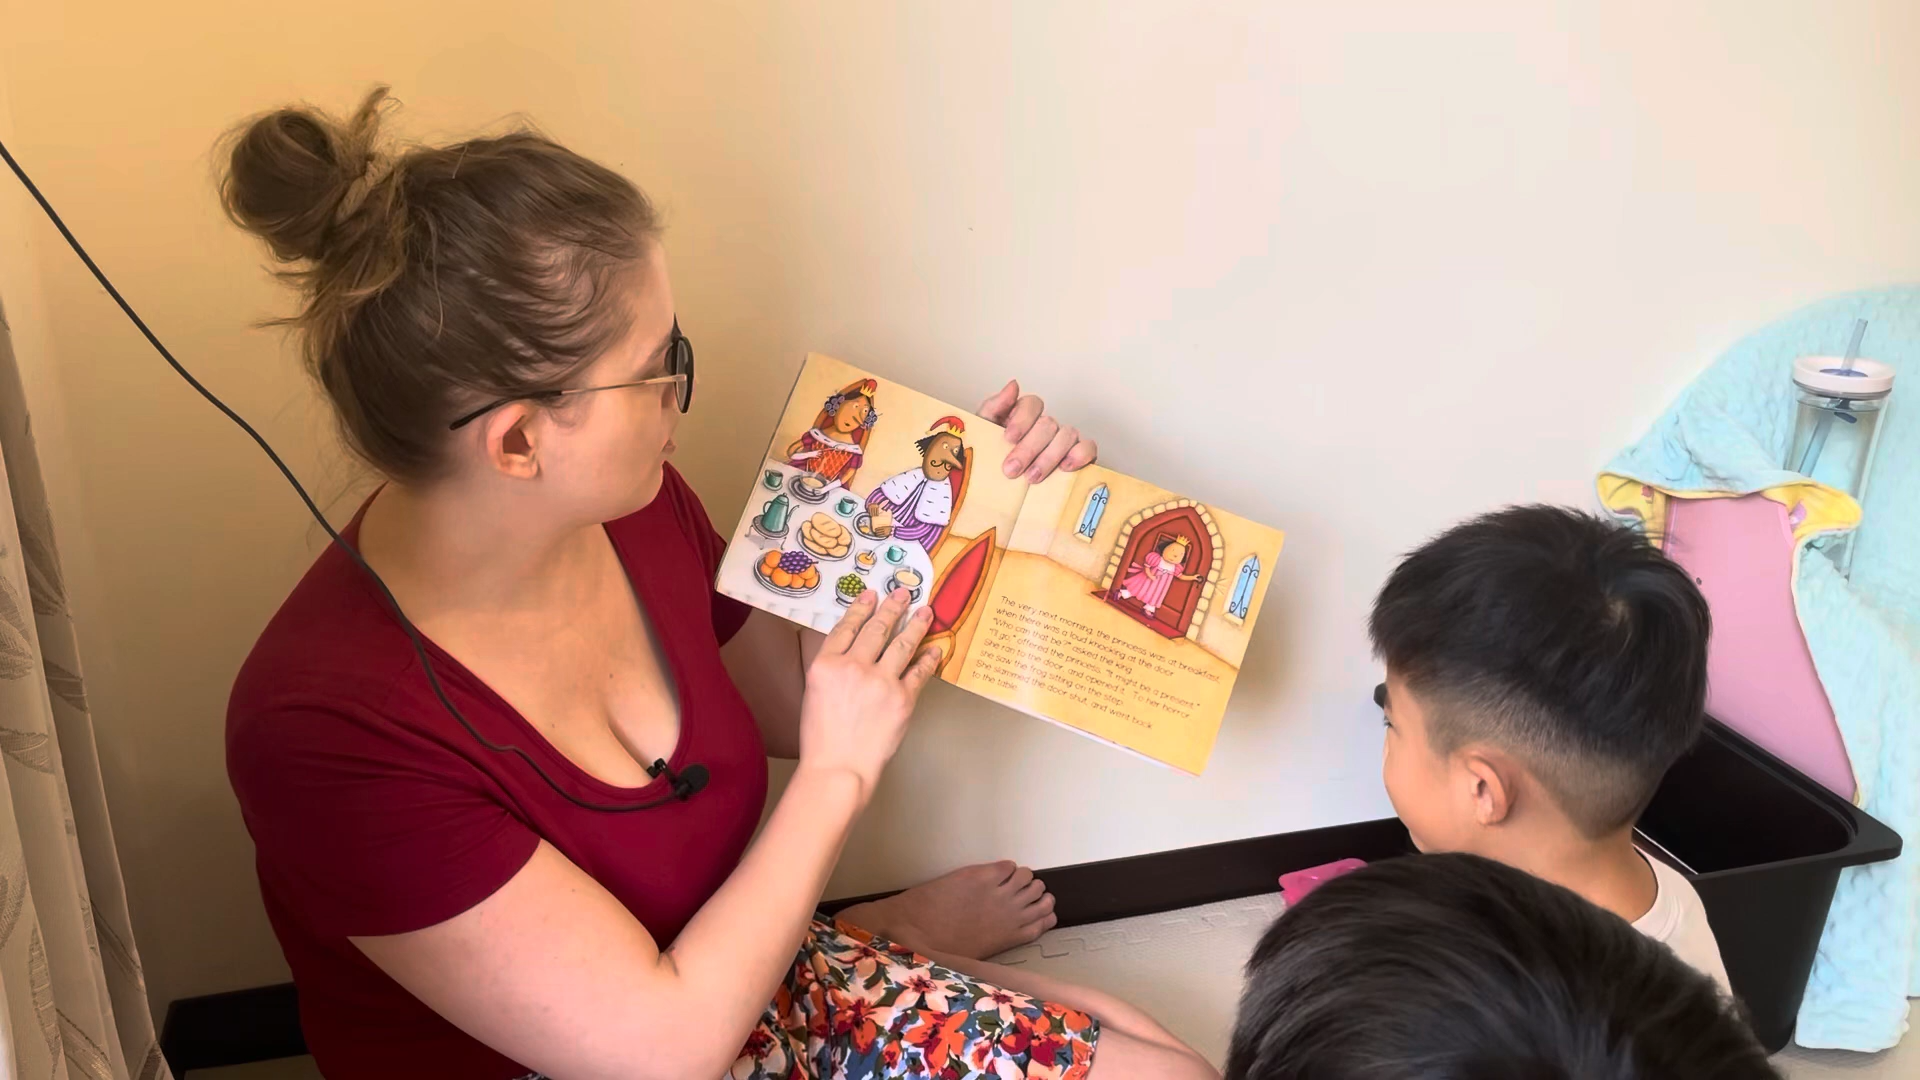 The very next morning, the princess was at breakfast,
when there was a loud knocking at the door.
"Who can that be?" asked the king.
"I'll go," offered the princess. "It might be a present."
She ran to the door, and opened it. To her horror
she saw the frog sitting on the step.
She slammed the door shut, and went back
to the table.